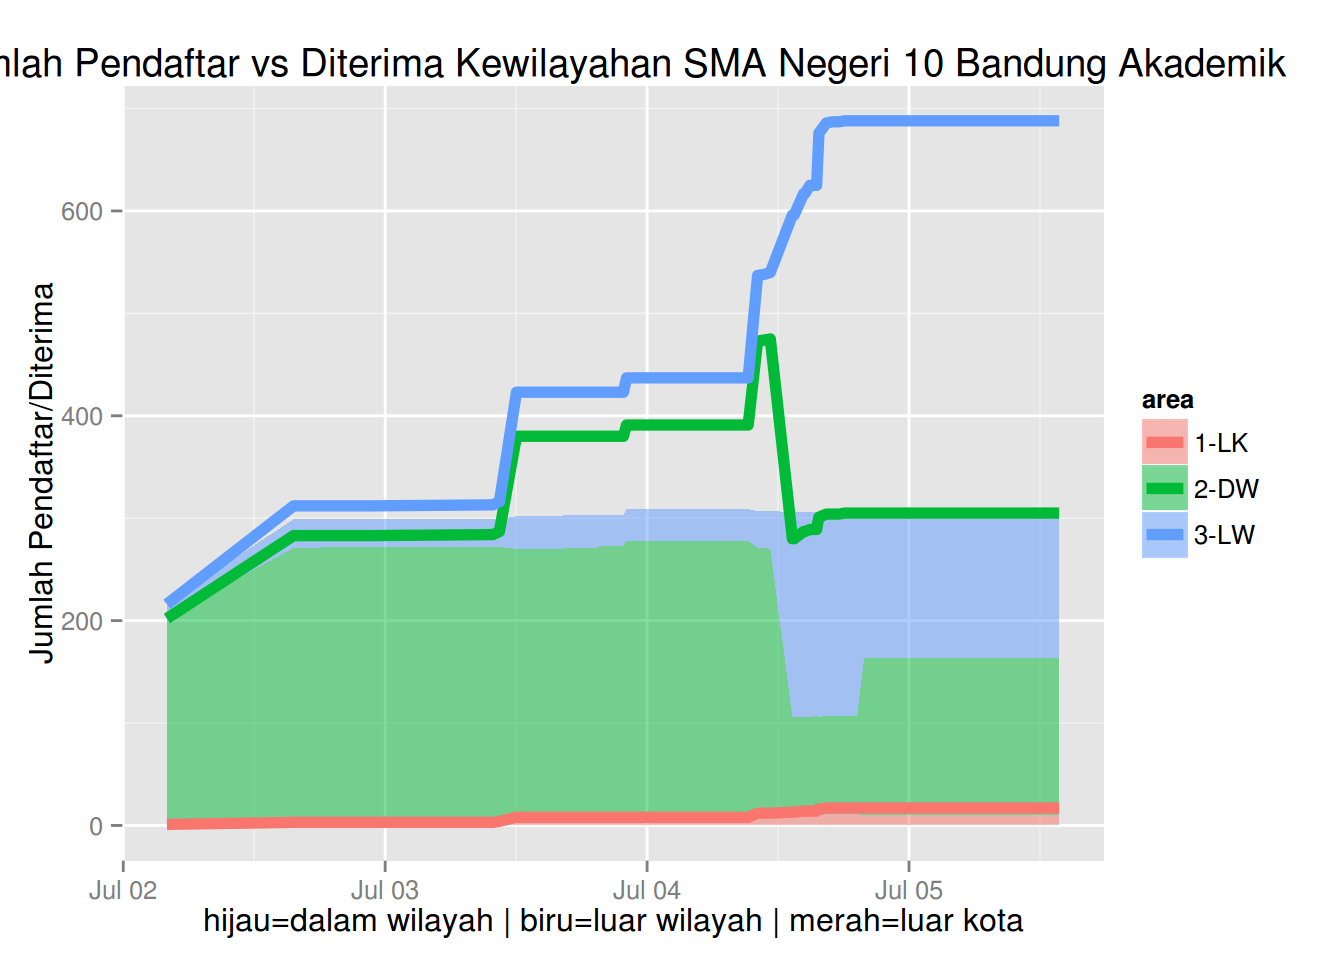 mlah Pendaftar vs Diterima Kewilayahan SMA Negeri 10 Bandung Akademik
Jumlah Pendaftar/Diterima
600
400
200
0
Jul 02
Jul 03
Jul 04
Jul 05
hijau=dalam wilayah | biru=luar wilayah | merah=luar kota
area
1-LK
2-DW
3-LW